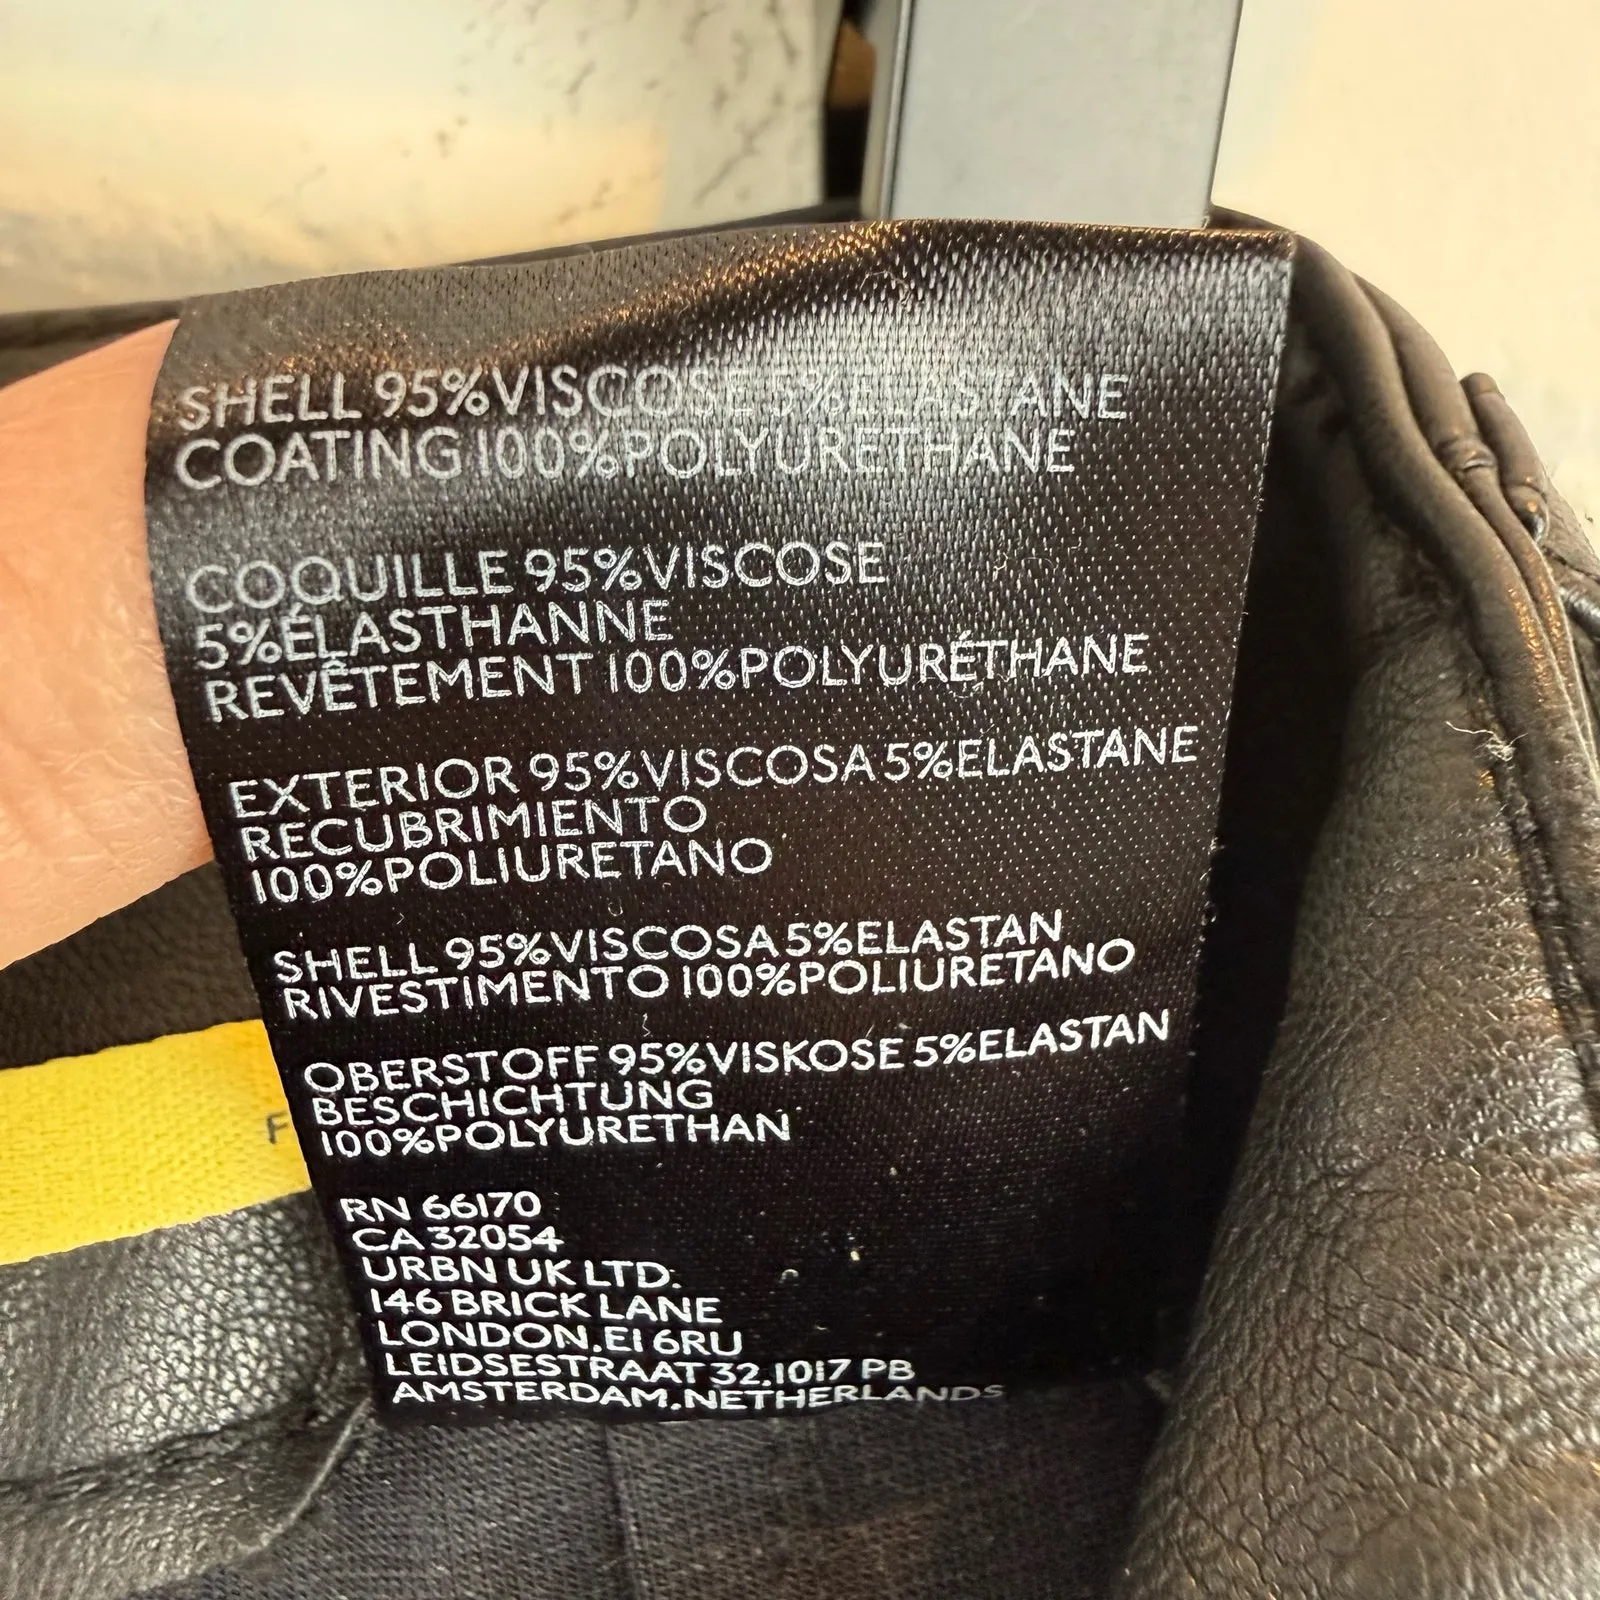 SHELL 95%VISCOSE 5%ELASTANE
COATING 100%POLYURETHANE
COQUILLE 95%VISCOSE
5%ÉLASTHANNE
REVÊTEMENT 100%POLYURÉTHANE
EXTERIOR 95%VISCOSA 5%ELASTANE
RECUBRIMIENTO
100%POLIURETANO
SHELL 95%VISCOSA 5%ELASTAN
RIVESTIMENTO 100%POLIURETANO
OBERSTOFF 95%VISKOSE 5%ELASTAN
BESCHICHTUNG
100%POLYURETHAN
F
RN 66170
CA 32054
URBN UK LTD.
146 BRICK LANE
LONDON, E1 6RU
LEIDSESTRAAT 32, 1017 PB
AMSTERDAM, NETHERLANDS